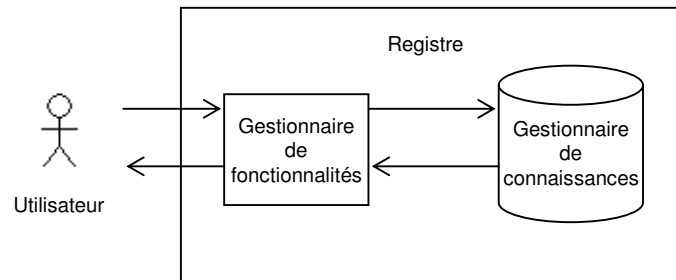 Registre
Gestionnaire
de
fonctionnalités
Gestionnaire
de
connaissances
Utilisateur